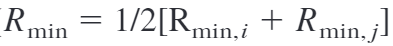 R_min = 1/2[R_min,i + R_min,j]